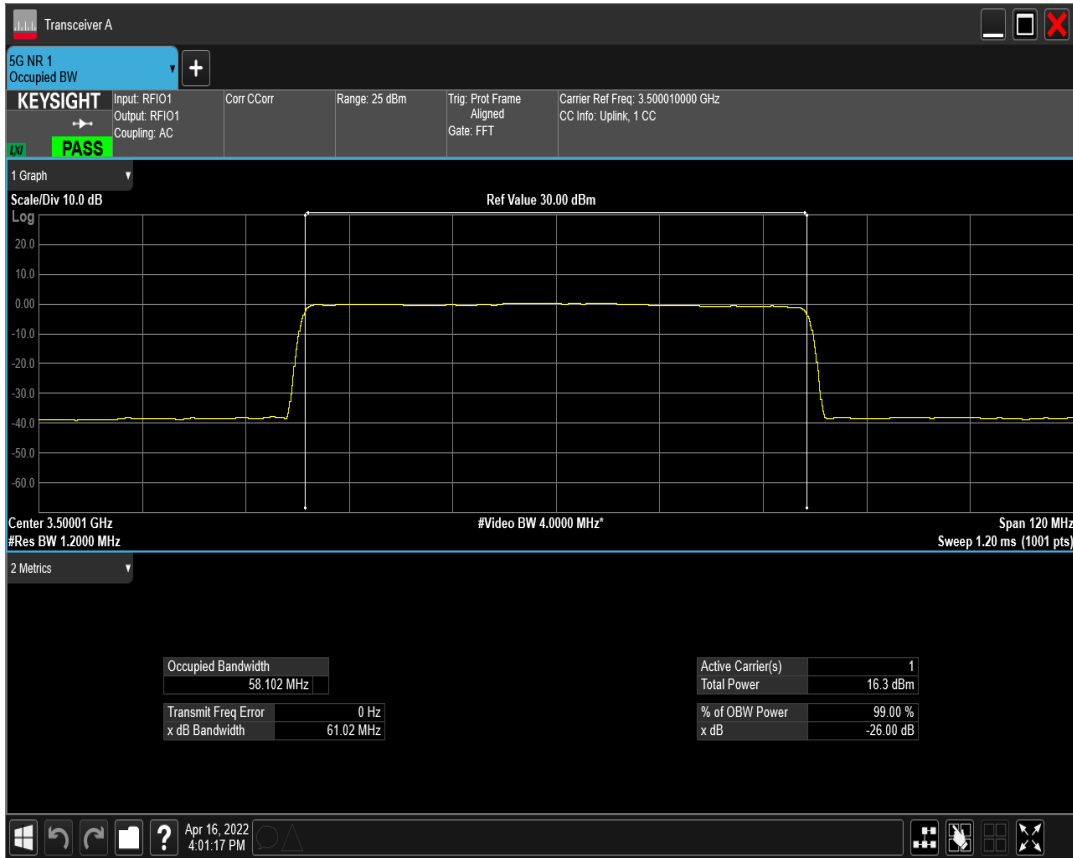 Transceiver A
5G NR 1
Occupied BW
KEYSIGHT
LXI
PASS
Input: RFIO1
Output: RFIO1
Coupling: AC
Corr CCorr
Range: 25 dBm
Trig: Prot Frame
Aligned
Gate: FFT
Carrier Ref Freq: 3.500010000 GHz
CC Info: Uplink, 1 CC
1 Graph
Scale/Div 10.0 dB
Ref Value 30.00 dBm
Log
20.0
10.0
0.00
-10.0
-20.0
-30.0
-40.0
-50.0
-60.0
Center 3.50001 GHz
#Video BW 4.0000 MHz*
Span 120 MHz
#Res BW 1.2000 MHz
Sweep 1.20 ms (1001 pts)
2 Metrics
Occupied Bandwidth
58.102 MHz
Transmit Freq Error 0 Hz
x dB Bandwidth 61.02 MHz
Active Carrier(s) 1
Total Power 16.3 dBm
% of OBW Power 99.00 %
x dB -26.00 dB
?
Apr 16, 2022
4:01:17 PM